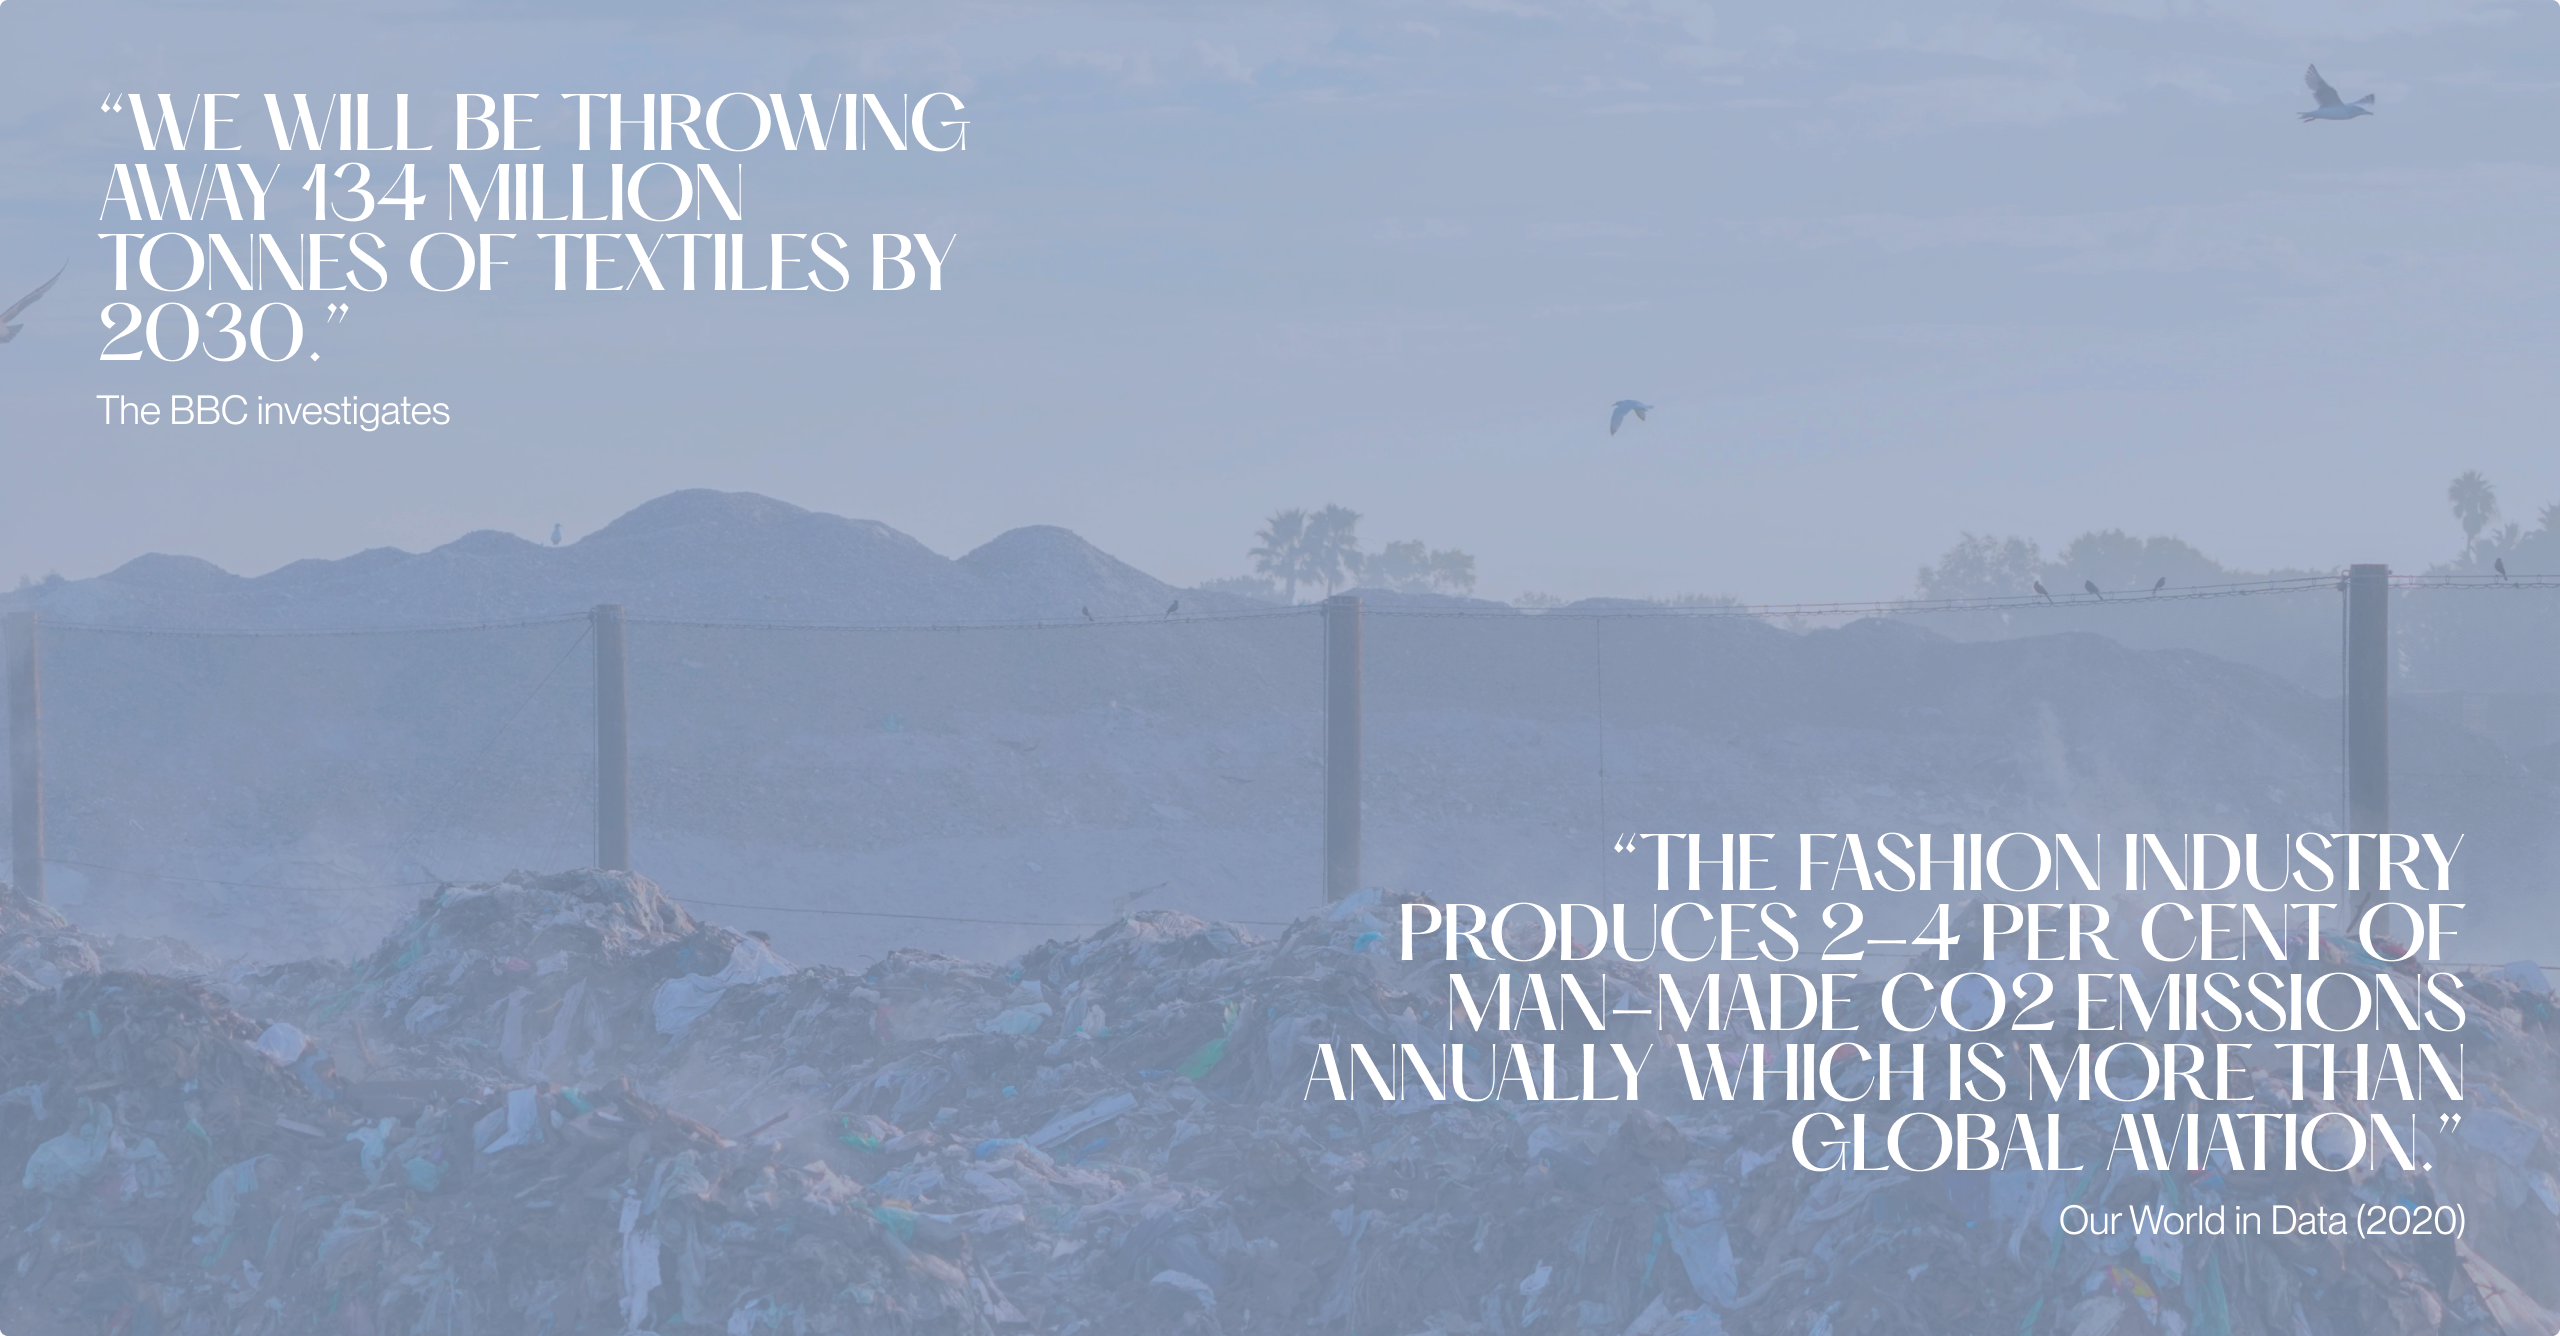 “WE WILL BE THROWING
AWAY 134 MILLION
TONNES OF TEXTILES BY
2030.”
The BBC investigates
“THE FASHION INDUSTRY
PRODUCES 2–4 PER CENT OF
MAN–MADE CO2 EMISSIONS
ANNUALLY WHICH IS MORE THAN
GLOBAL AVIATION.”
Our World in Data (2020)